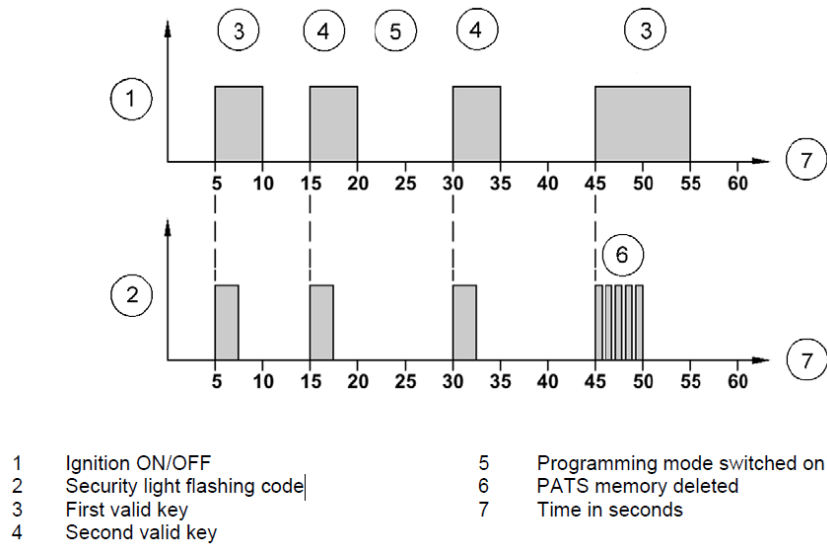 3 4 5 4 3
1
7
5 10 15 20 25 30 35 40 45 50 55 60
6
2
7
5 10 15 20 25 30 35 40 45 50 55 60
1 Ignition ON/OFF
2 Security light flashing code
3 First valid key
4 Second valid key
5 Programming mode switched on
6 PATS memory deleted
7 Time in seconds